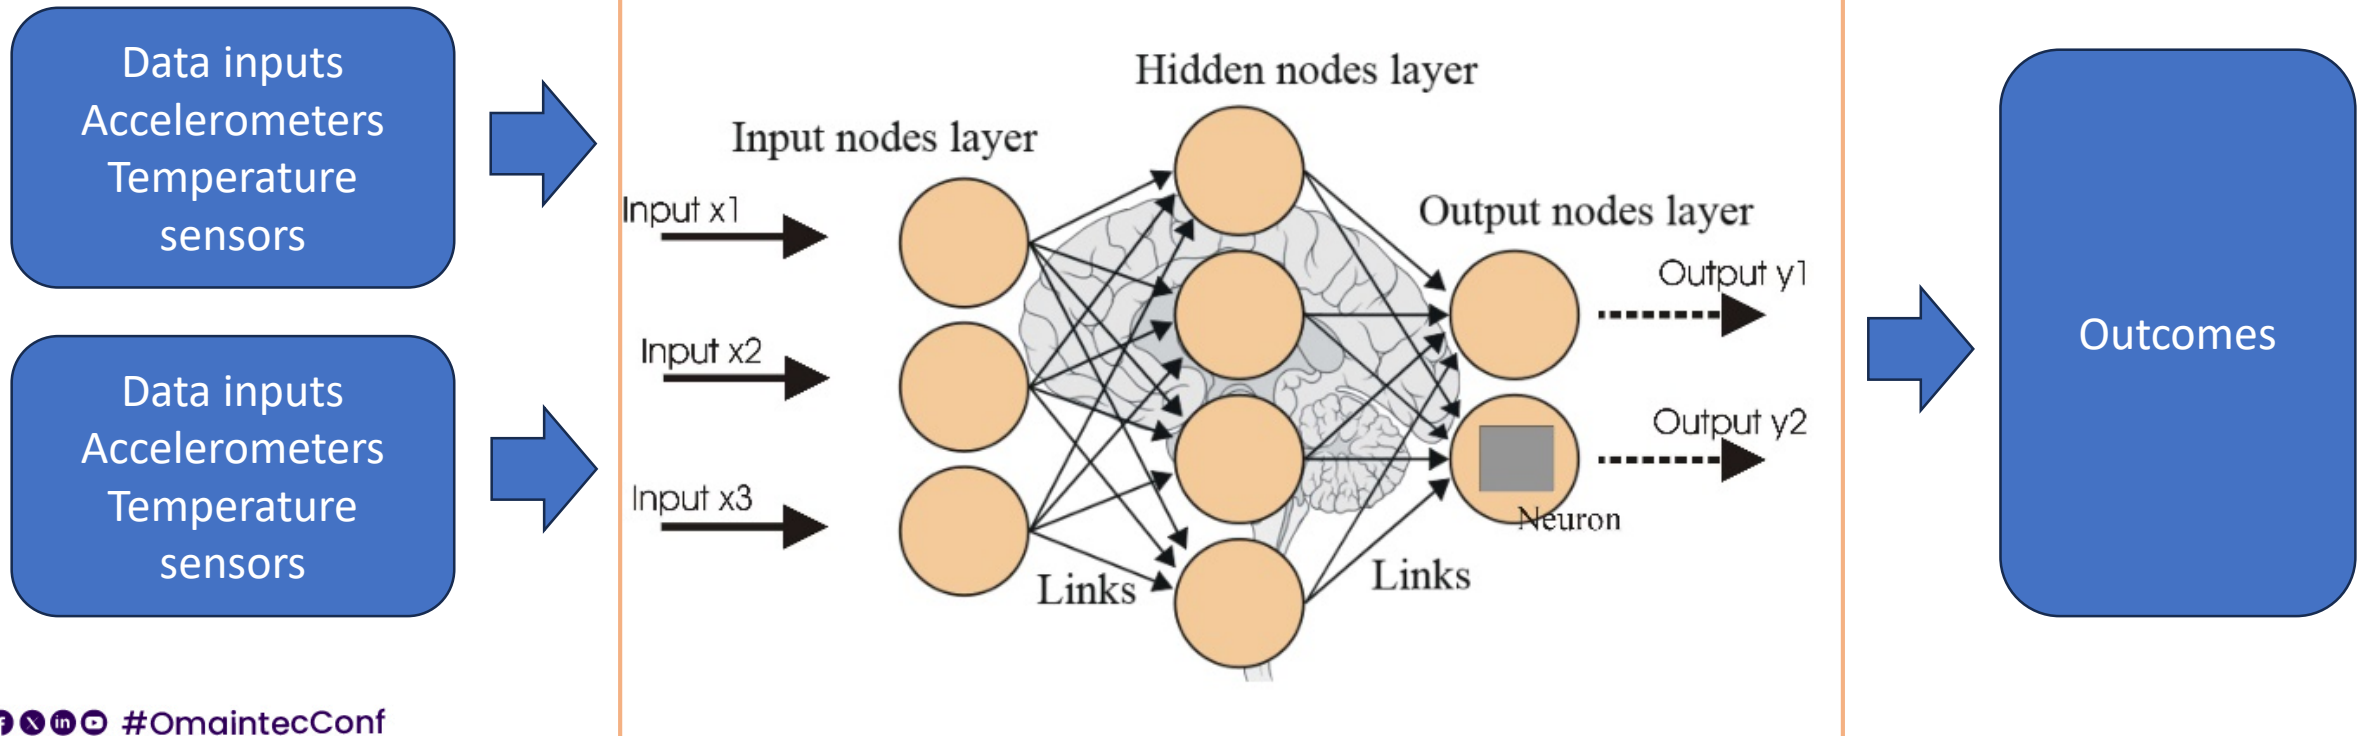 Data inputs
Accelerometers
Temperature
sensors
Data inputs
Accelerometers
Temperature
sensors
Hidden nodes layer
Input nodes layer
Output nodes layer
Input x1
Input x2
Input x3
Output y1
Output y2
Neuron
Links
Links
Outcomes
#OmaintecConf